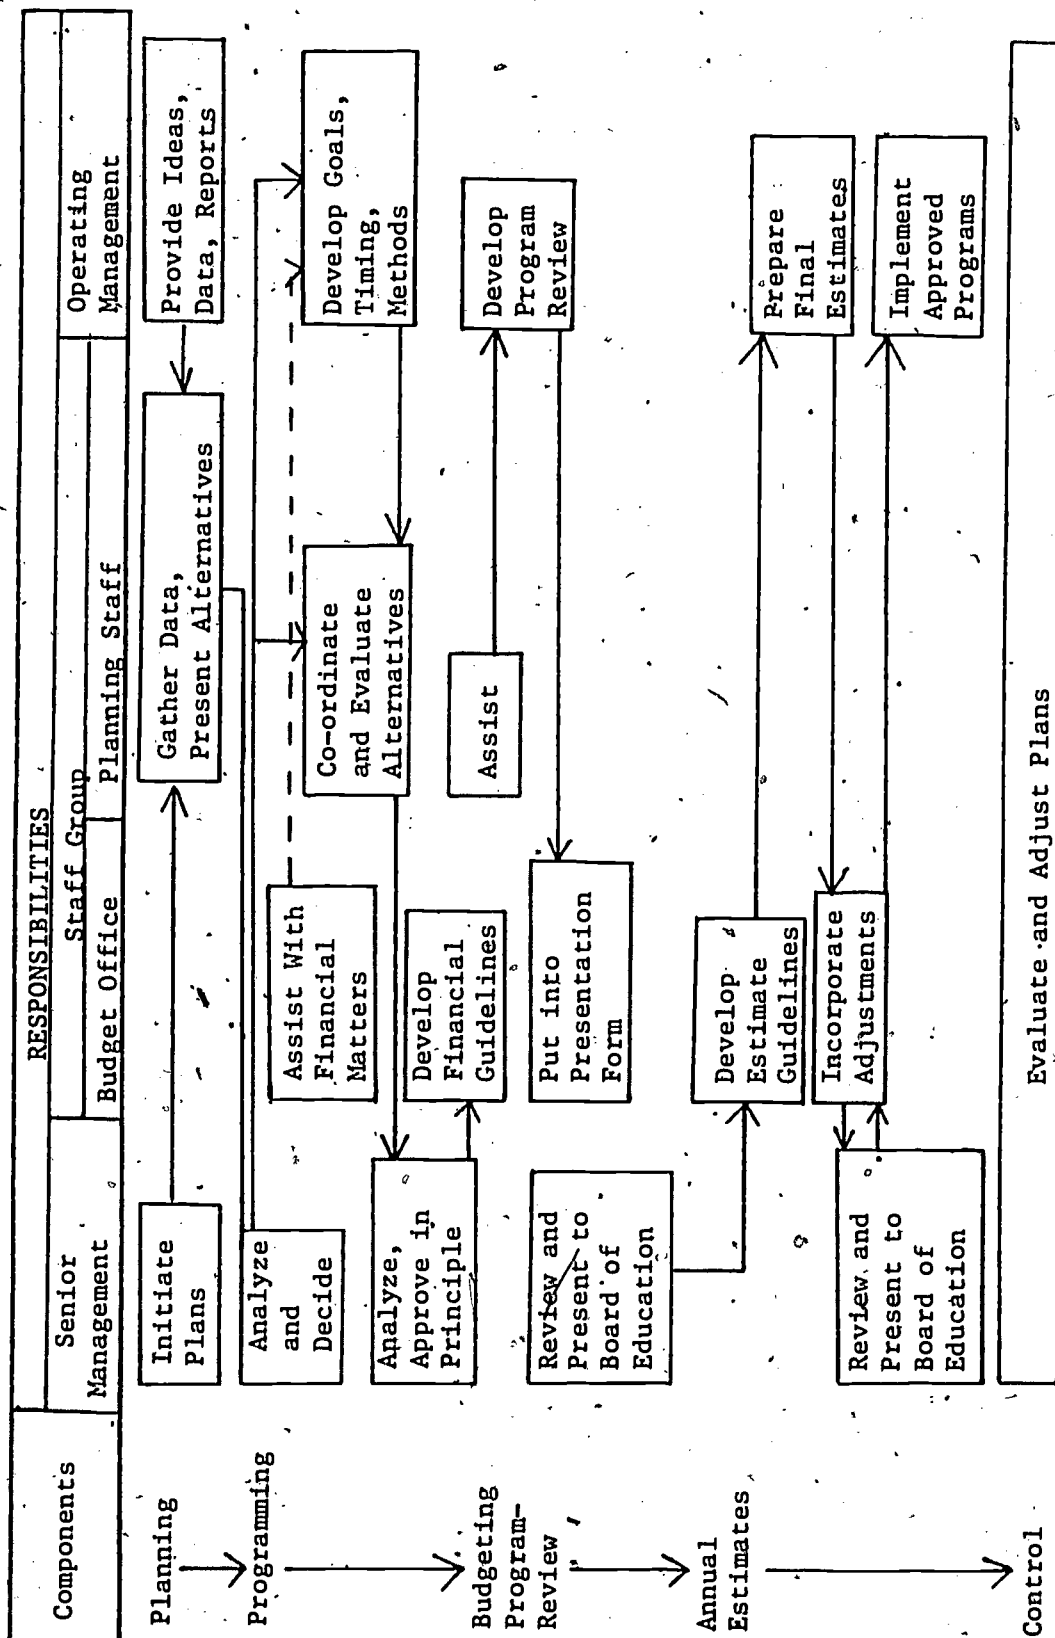 RESPONSIBILITIES
Components
Senior
Management
Staff Group
Budget Office
Planning Staff
Operating
Management
Planning
Initiate
Plans
Gather Data,
Present Alternatives
Provide Ideas,
Data, Reports
Programming
Analyze
and
Decide
Assist With
Financial
Matters
Co-ordinate
and Evaluate
Alternatives
Develop Goals,
Timing,
Methods
Analyze,
Approve in
Principle
Develop
Financial
Guidelines
Budgeting
Program-
Review
Assist
Develop
Program
Review
Review and
Present to
Board of
Education
Put into
Presentation
Form
Annual
Estimates
Develop
Estimate
Guidelines
Prepare
Final
Estimates
Review and
Present to
Board of
Education
Incorporate
Adjustments
Implement
Approved
Programs
Control
Evaluate and Adjust Plans